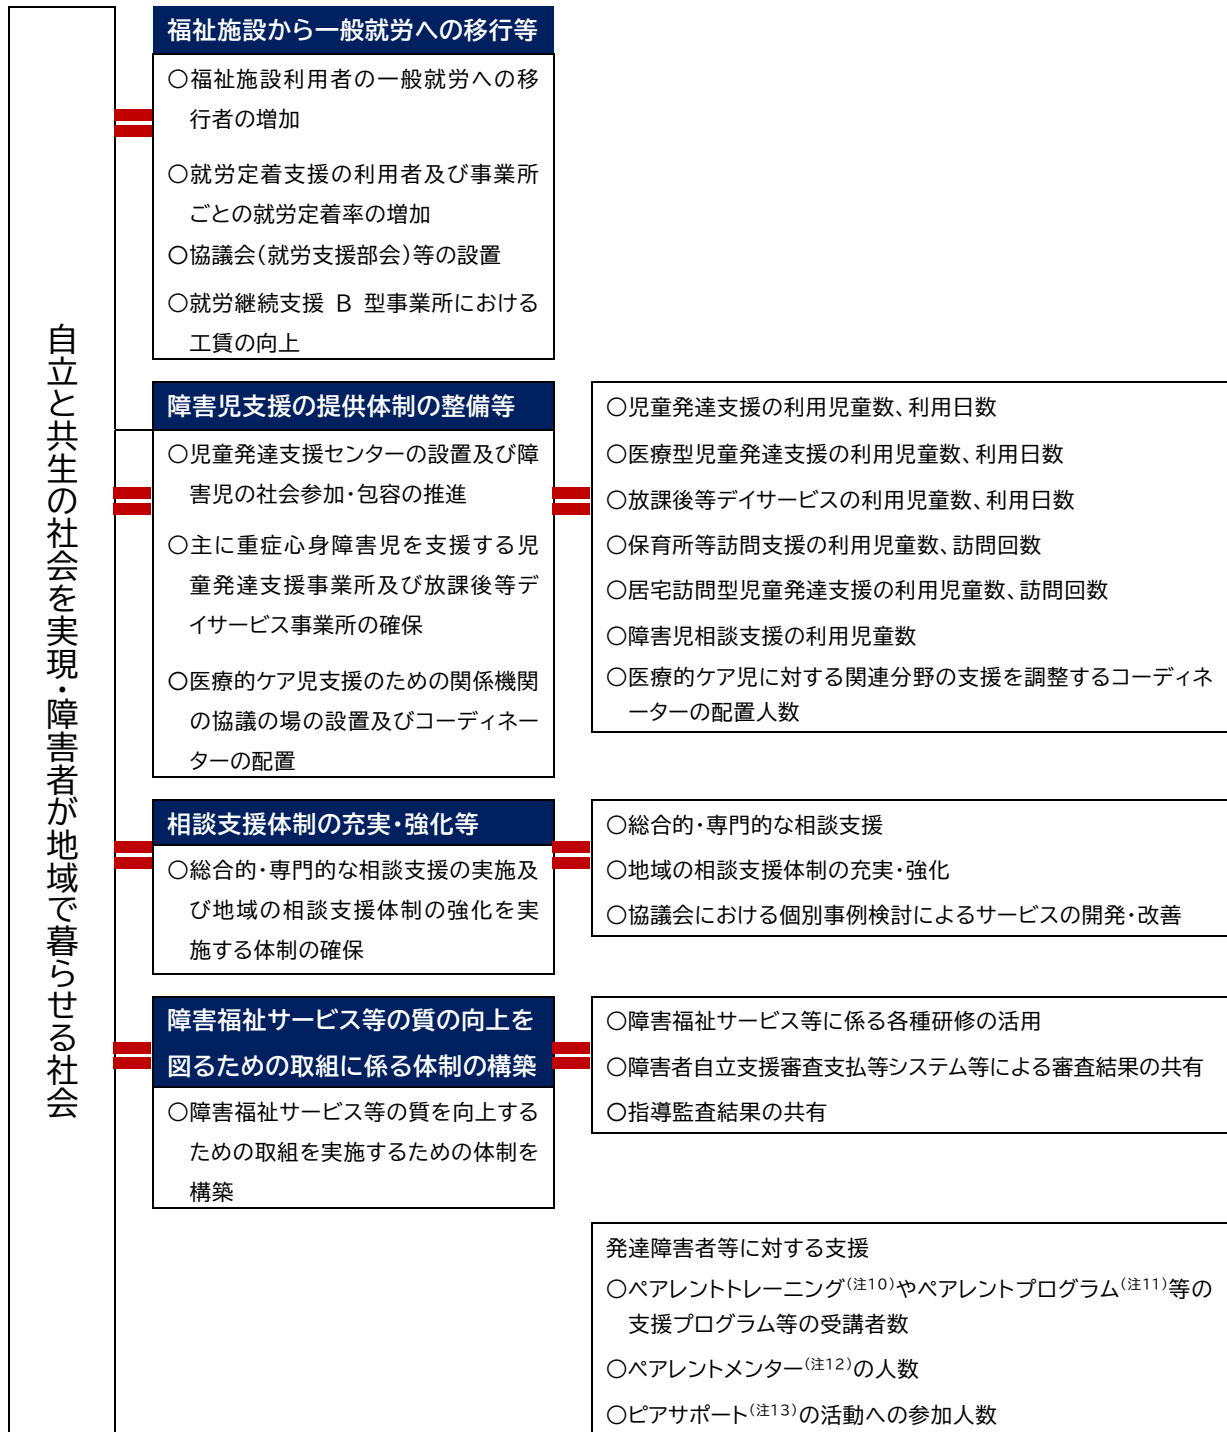 自立と共生の社会を実現・障害者が地域で暮らせる社会
福祉施設から一般就労への移行等
○福祉施設利用者の一般就労への移
行者の増加
○就労定着支援の利用者及び事業所
ごとの就労定着率の増加
○協議会(就労支援部会)等の設置
○就労継続支援 B 型事業所における
工賃の向上
障害児支援の提供体制の整備等
○児童発達支援センターの設置及び障
害児の社会参加・包容の推進
○主に重症心身障害児を支援する児
童発達支援事業所及び放課後等デ
イサービス事業所の確保
○医療的ケア児支援のための関係機関
の協議の場の設置及びコーディネー
ターの配置
○児童発達支援の利用児童数、利用日数
○医療型児童発達支援の利用児童数、利用日数
○放課後等デイサービスの利用児童数、利用日数
○保育所等訪問支援の利用児童数、訪問回数
○居宅訪問型児童発達支援の利用児童数、訪問回数
○障害児相談支援の利用児童数
○医療的ケア児に対する関連分野の支援を調整するコーディネ
ーターの配置人数
相談支援体制の充実・強化等
○総合的・専門的な相談支援の実施及
び地域の相談支援体制の強化を実
施する体制の確保
○総合的・専門的な相談支援
○地域の相談支援体制の充実・強化
○協議会における個別事例検討によるサービスの開発・改善
障害福祉サービス等の質の向上を
図るための取組に係る体制の構築
○障害福祉サービス等の質を向上する
ための取組を実施するための体制を
構築
○障害福祉サービス等に係る各種研修の活用
○障害者自立支援審査支払等システム等による審査結果の共有
○指導監査結果の共有
発達障害者等に対する支援
○ペアレントトレーニング(注10)やペアレントプログラム(注11)等の
支援プログラム等の受講者数
○ペアレントメンター(注12)の人数
○ピアサポート(注13)の活動への参加人数